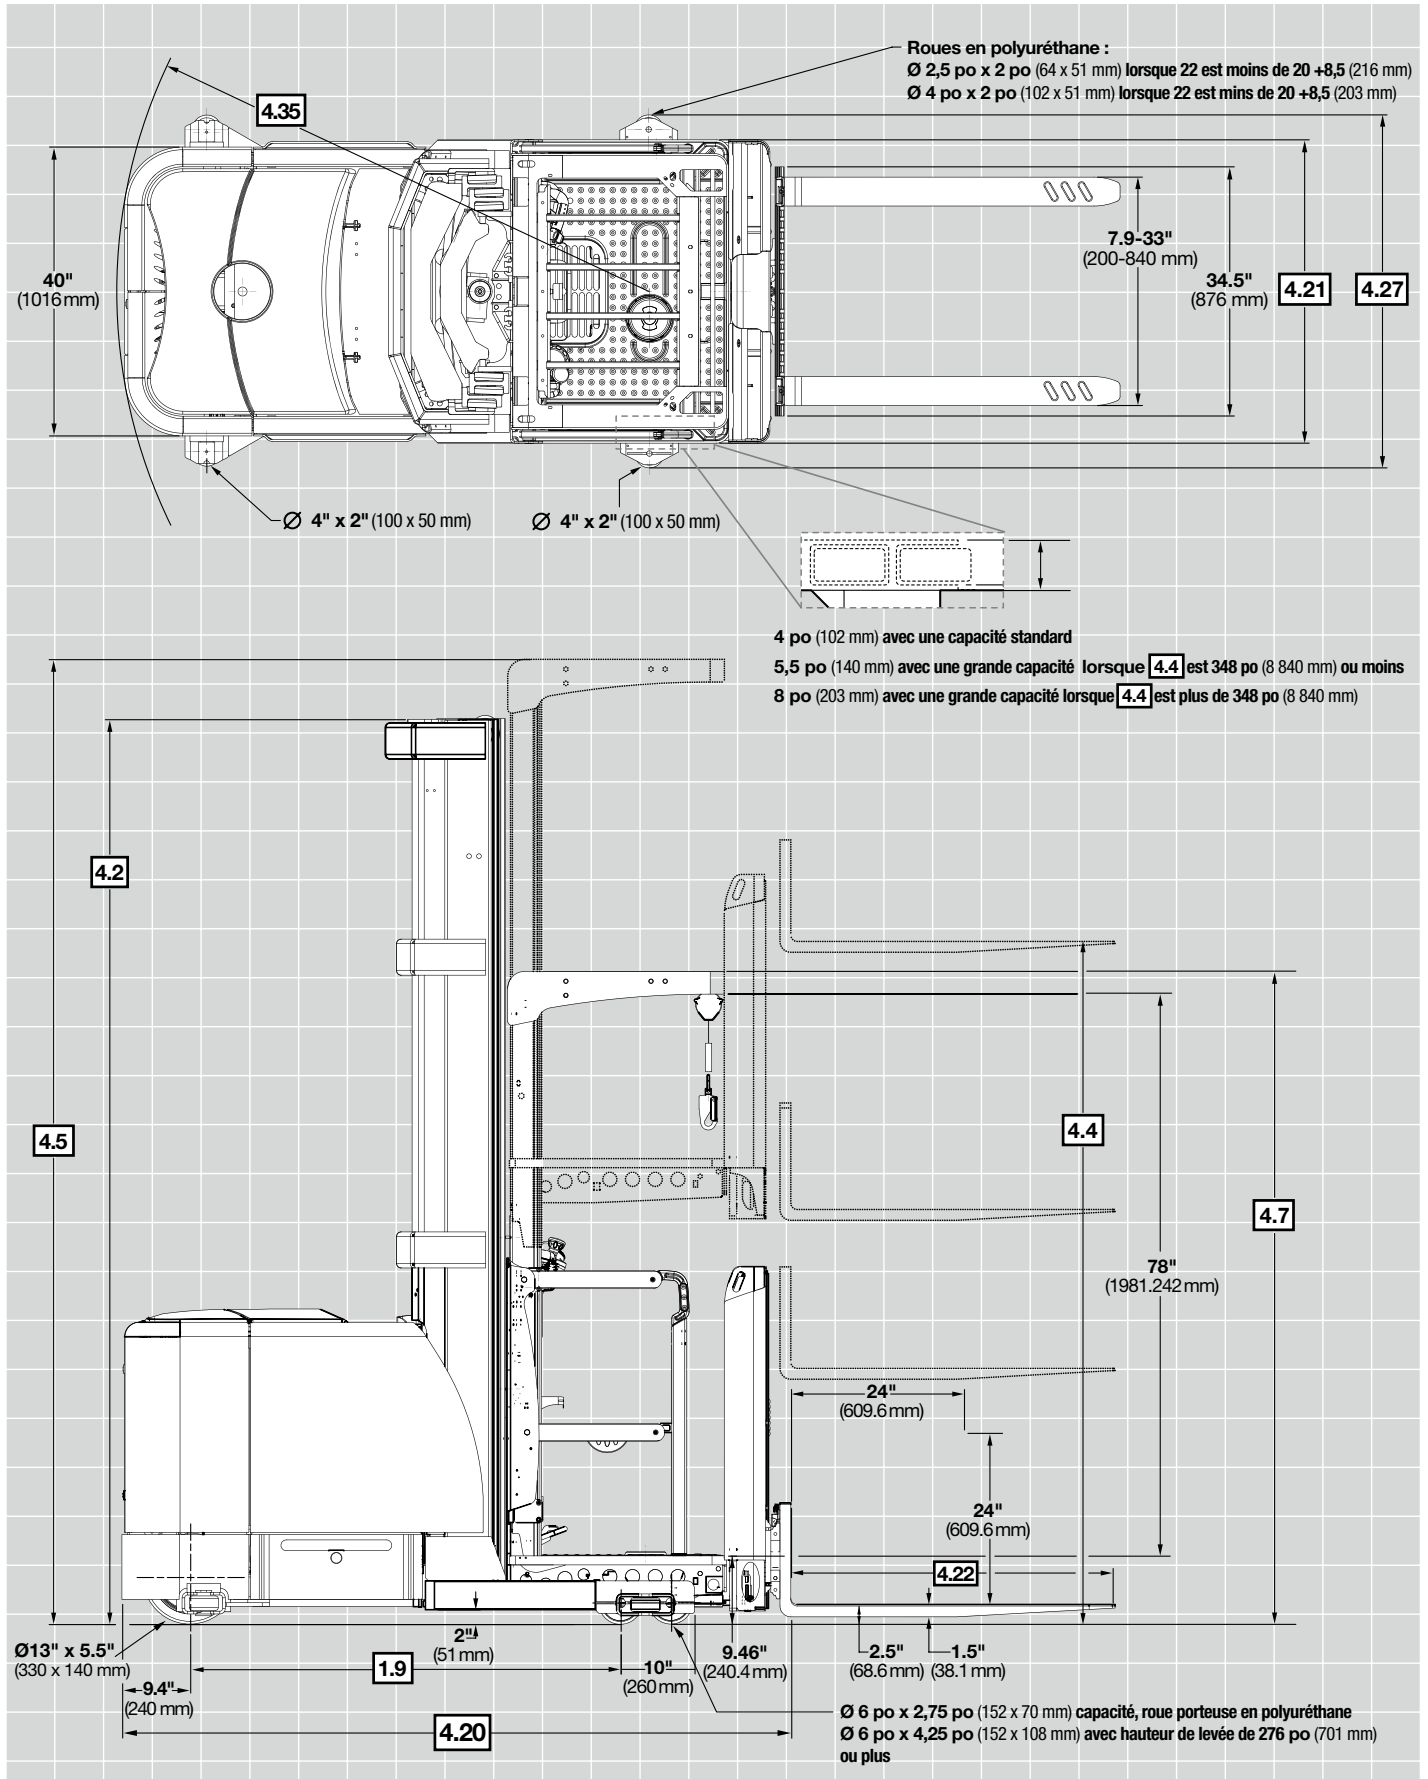 Roues en polyuréthane :
Ø 2,5 po x 2 po (64 x 51 mm) lorsque 22 est moins de 20 +8,5 (216 mm)
Ø 4 po x 2 po (102 x 51 mm) lorsque 22 est mins de 20 +8,5 (203 mm)
4.35
40"
(1016 mm)
7.9-33"
(200-840 mm)
34.5"
(876 mm)
4.21
4.27
Ø 4" x 2" (100 x 50 mm)
Ø 4" x 2" (100 x 50 mm)
4 po (102 mm) avec une capacité standard
5,5 po (140 mm) avec une grande capacité lorsque 4.4 est 348 po (8 840 mm) ou moins
8 po (203 mm) avec une grande capacité lorsque 4.4 est plus de 348 po (8 840 mm)
4.2
4.5
4.4
4.7
78"
(1981.242 mm)
24"
(609.6 mm)
24"
(609.6 mm)
4.22
Ø13" x 5.5"
(330 x 140 mm)
2"
(51 mm)
9.46"
(240.4 mm)
2.5"
(68.6 mm)
1.5"
(38.1 mm)
1.9
10"
(260 mm)
9.4"
(240 mm)
4.20
Ø 6 po x 2,75 po (152 x 70 mm) capacité, roue porteuse en polyuréthane
Ø 6 po x 4,25 po (152 x 108 mm) avec hauteur de levée de 276 po (701 mm)
ou plus